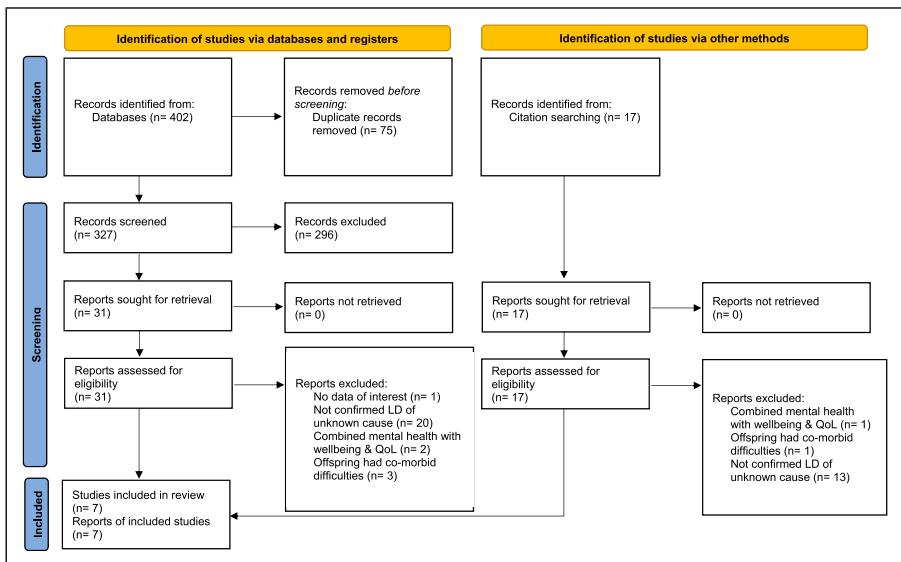 Identification of studies via databases and registers
Identification of studies via other methods
Identification
Records identified from:
Databases (n= 402)
Records removed before
screening:
Duplicate records
removed (n= 75)
Records identified from:
Citation searching (n= 17)
Screening
Records screened
(n= 327)
Records excluded
(n= 296)
Reports sought for retrieval
(n= 31)
Reports not retrieved
(n= 0)
Reports sought for retrieval
(n= 17)
Reports not retrieved
(n= 0)
Reports assessed for
eligibility
(n= 31)
Reports excluded:
No data of interest (n= 1)
Not confirmed LD of
unknown cause (n= 20)
Combined mental health with
wellbeing & QoL (n= 2)
Offspring had co-morbid
difficulties (n= 3)
Reports assessed for
eligibility
(n= 17)
Reports excluded:
Combined mental health
with wellbeing & QoL (n= 1)
Offspring had co-morbid
difficulties (n= 1)
Not confirmed LD of
unknown cause (n= 13)
Included
Studies included in review
(n= 7)
Reports of included studies
(n= 7)